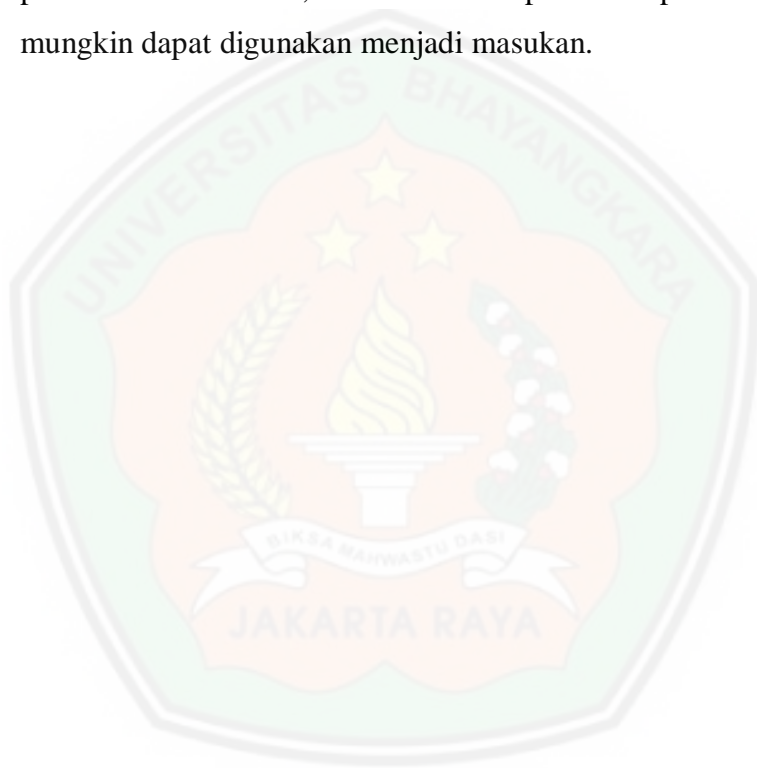 mungkin dapat digunakan menjadi masukan.
UNIVERSITAS BHAYANGKARA
BIKSA MAHWASTU DASI
JAKARTA RAYA